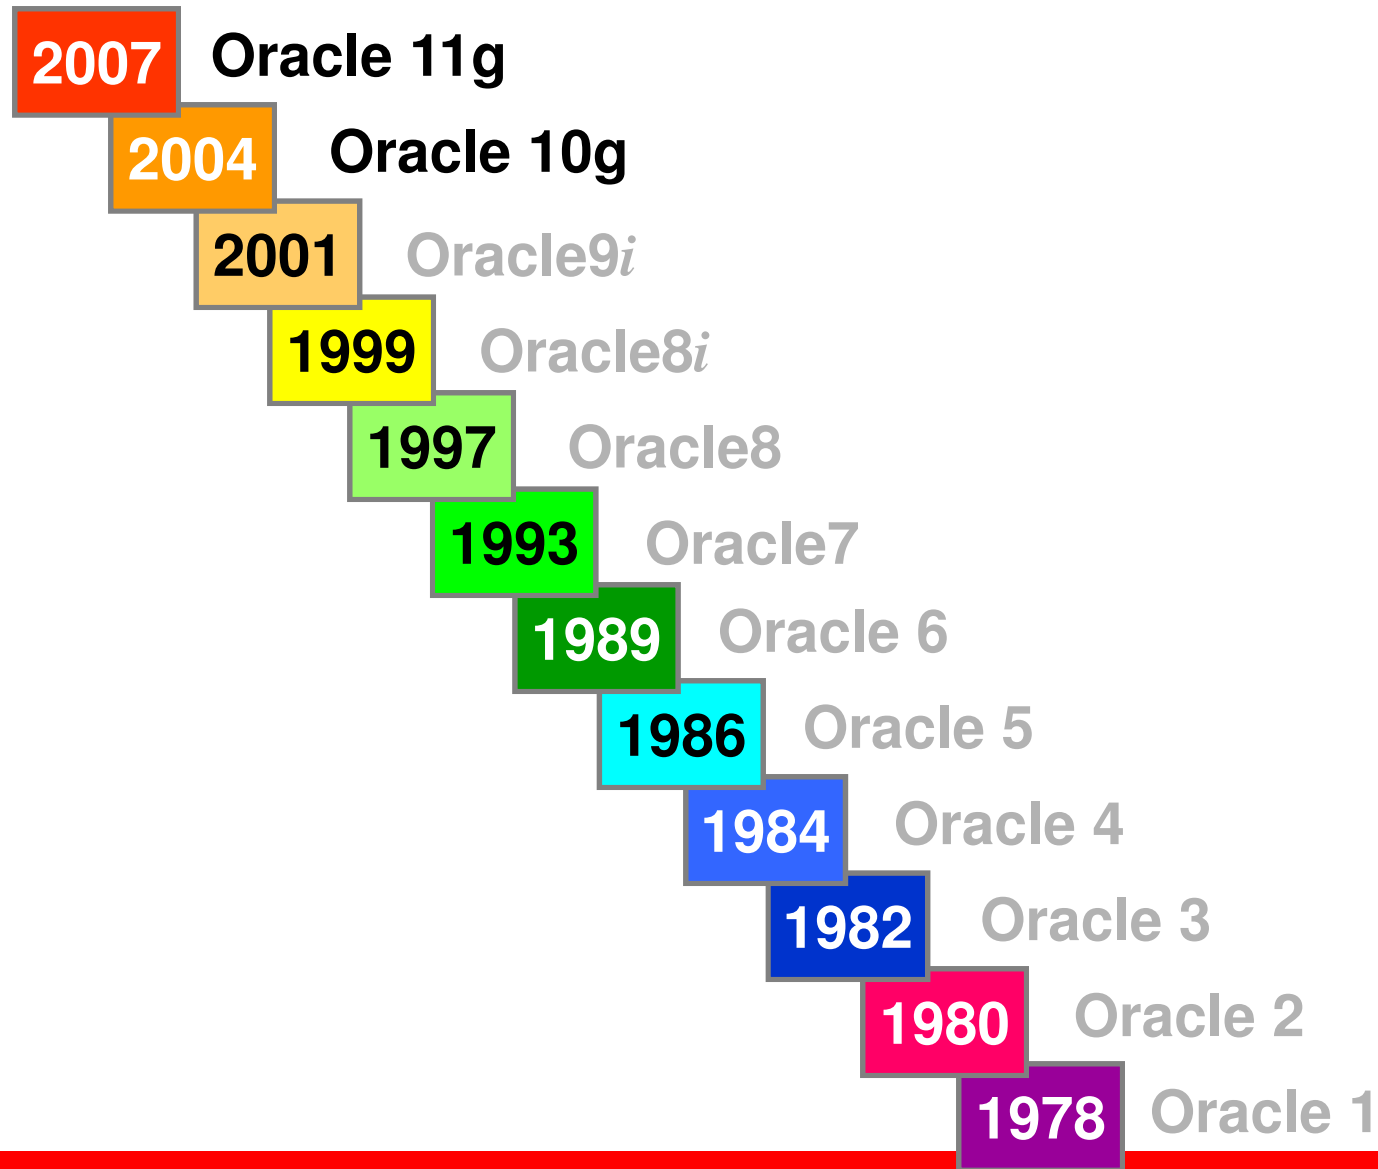 2007 Oracle 11g
2004 Oracle 10g
2001 Oracle9i
1999 Oracle8i
1997 Oracle8
1993 Oracle7
1989 Oracle 6
1986 Oracle 5
1984 Oracle 4
1982 Oracle 3
1980 Oracle 2
1978 Oracle 1